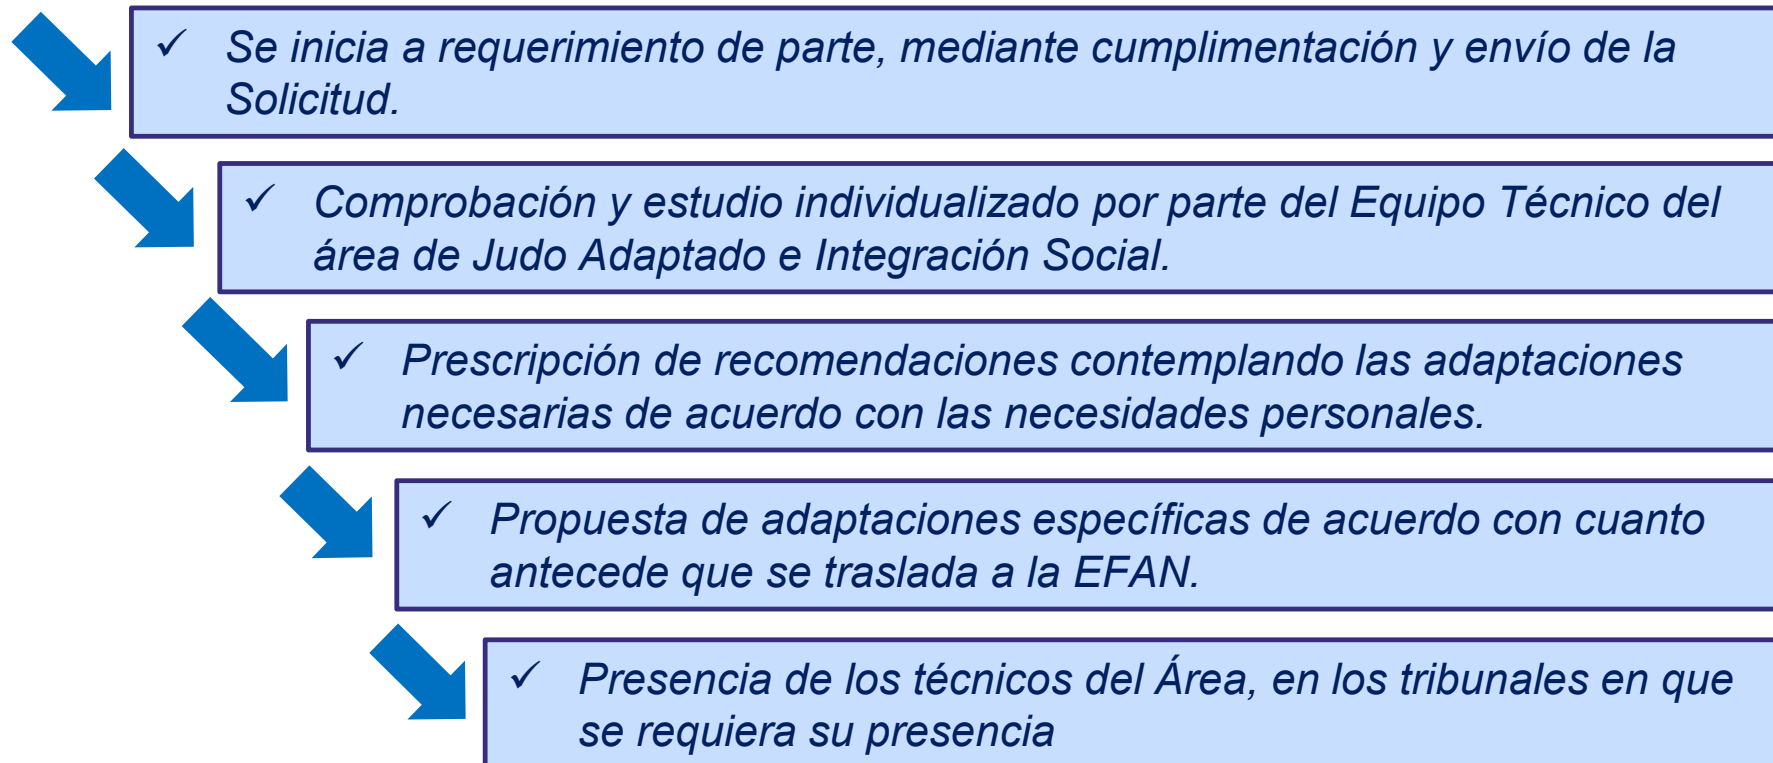 ✓ Se inicia a requerimiento de parte, mediante cumplimentación y envío de la
Solicitud.
✓ Comprobación y estudio individualizado por parte del Equipo Técnico del
área de Judo Adaptado e Integración Social.
✓ Prescripción de recomendaciones contemplando las adaptaciones
necesarias de acuerdo con las necesidades personales.
✓ Propuesta de adaptaciones específicas de acuerdo con cuanto
antecede que se traslada a la EFAN.
✓ Presencia de los técnicos del Área, en los tribunales en que
se requiera su presencia